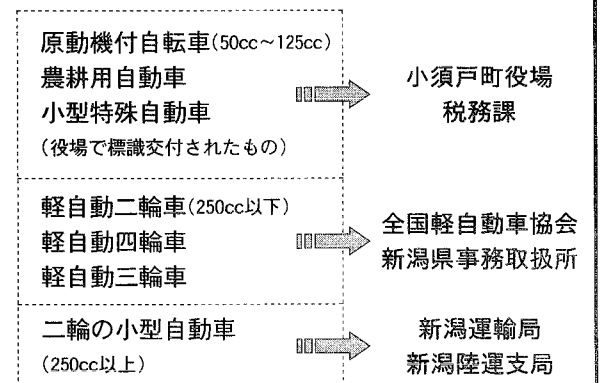 原動機付自転車(50cc～125cc)
農耕用自動車
小型特殊自動車
(役場で標識交付されたもの)
小須戸町役場
税務課
軽自動二輪車(250cc以下)
軽自動四輪車
軽自動三輪車
全国軽自動車協会
新潟県事務取扱所
二輪の小型自動車
(250cc以上)
新潟運輸局
新潟陸運支局